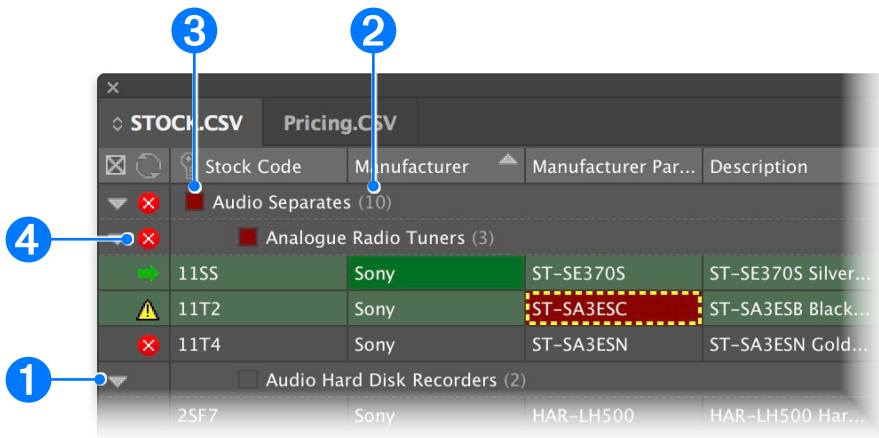 3 2
STOCK.CSV Pricing.CSV
Stock Code Manufacturer Manufacturer Par... Description
Audio Separates (10)
4 Analogue Radio Tuners (3)
11SS Sony ST-SE370S ST-SE370S Silver...
11T2 Sony ST-SA3ESC ST-SA3ESB Black...
11T4 Sony ST-SA3ESN ST-SA3ESN Gold...
1 Audio Hard Disk Recorders (2)
2SF7 Sony HAR-LH500 HAR-LH500 Har...